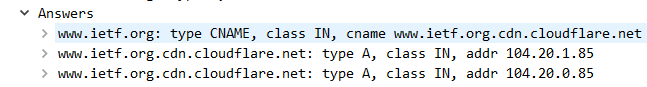 Answers
www.ietf.org: type CNAME, class IN, cname www.ietf.org.cdn.cloudflare.net
www.ietf.org.cdn.cloudflare.net: type A, class IN, addr 104.20.1.85
www.ietf.org.cdn.cloudflare.net: type A, class IN, addr 104.20.0.85